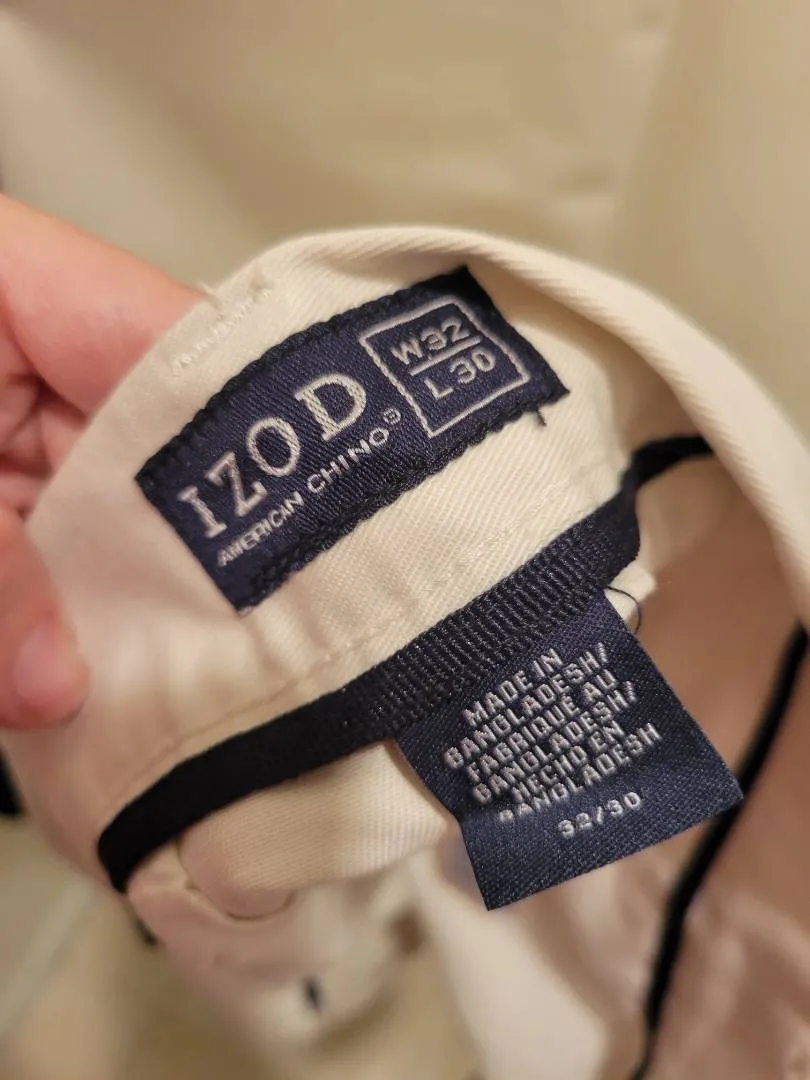 IZOD
AMERICAN CHINO®
W32
L30
MADE IN
BANGLADESH/
FABRIQUE AU
BANGLADESH/
HECHO EN
BANGLADESH
32/30